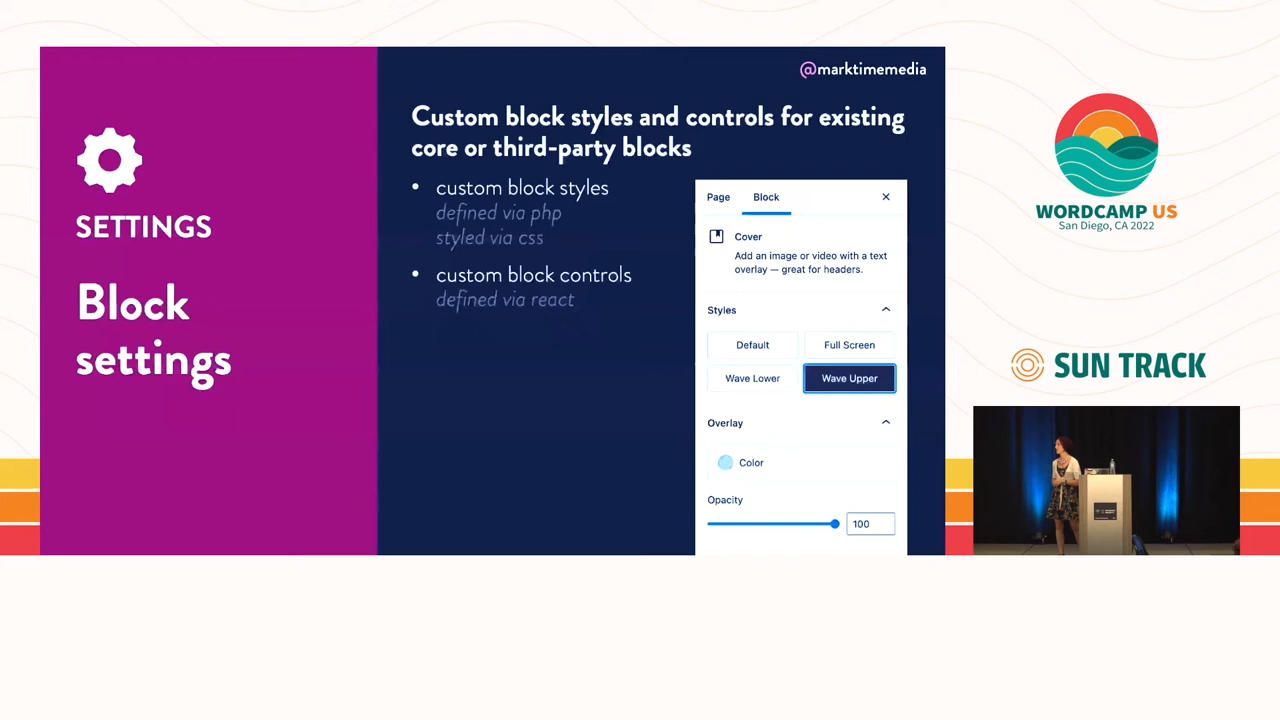 @marktimemedia
SETTINGS
Block
settings
Custom block styles and controls for existing
core or third-party blocks
• custom block styles
defined via php
styled via css
• custom block controls
defined via react
Page Block
Cover
Add an image or video with a text
overlay — great for headers.
Styles
Default Full Screen
Wave Lower Wave Upper
Overlay
Color
Opacity
100
WORDCAMP US
San Diego, CA 2022
SUN TRACK